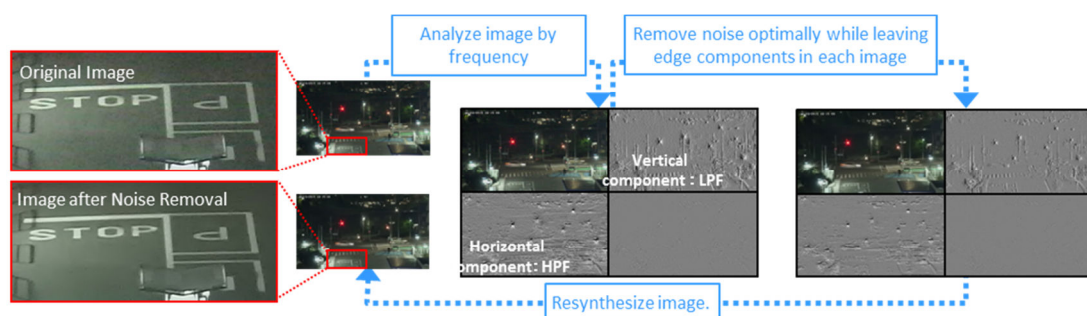 Analyze image by
frequency
Remove noise optimally while leaving
edge components in each image
Original Image
STOP
Vertical
component : LPF
Image after Noise Removal
STOP
Horizontal
component: HPF
Resynthesize image.